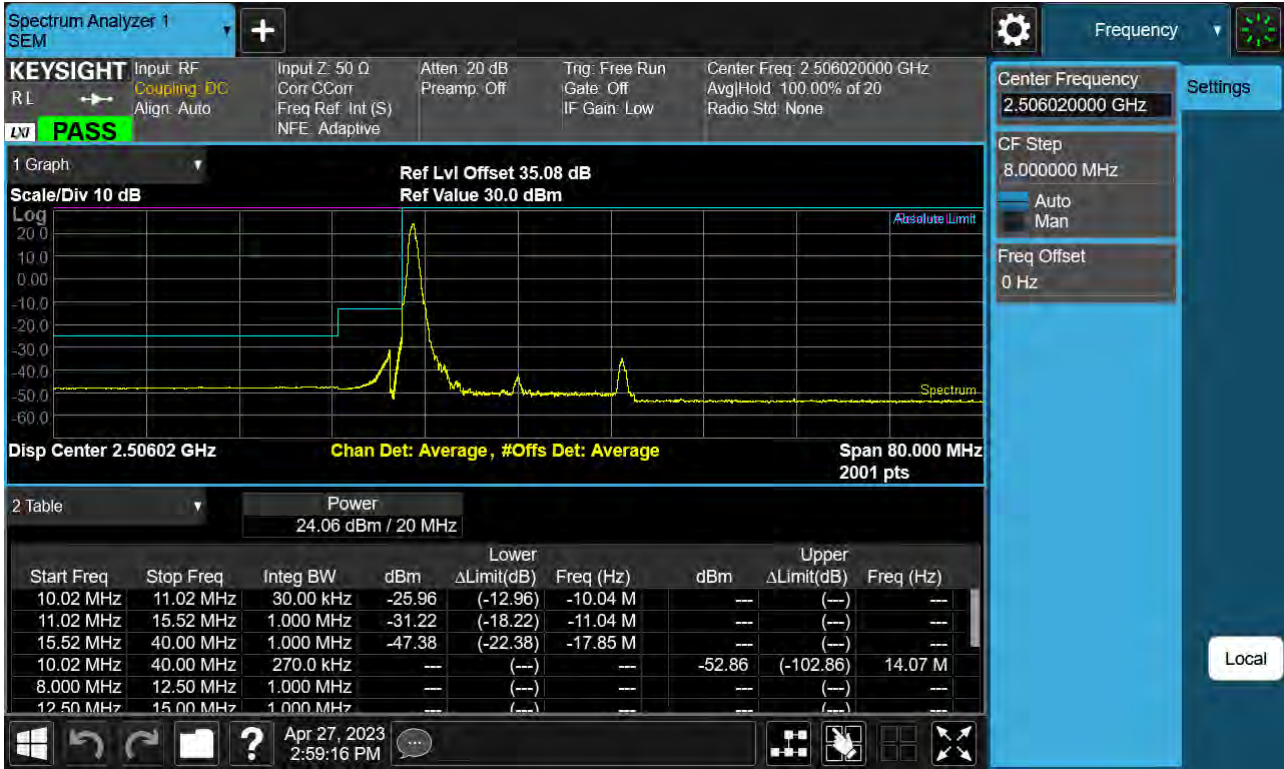 Spectrum Analyzer 1
SEM
Frequency
KEYSIGHT
Input: RF
Coupling: DC
Align: Auto
Input Z: 50 Ω
Corr CCorr
Freq Ref: Int (S)
NFE: Adaptive
Atten: 20 dB
Preamp: Off
Trig: Free Run
Gate: Off
IF Gain: Low
Center Freq: 2.506020000 GHz
Avg|Hold: 100.00% of 20
Radio Std: None
R L
LXI PASS
Center Frequency
2.506020000 GHz
Settings
CF Step
8.000000 MHz
Auto
Man
Freq Offset
0 Hz
Local
1 Graph
Scale/Div 10 dB
Ref Lvl Offset 35.08 dB
Ref Value 30.0 dBm
Log
20.0
10.0
0.00
-10.0
-20.0
-30.0
-40.0
-50.0
-60.0
Absolute Limit
Spectrum
Disp Center 2.50602 GHz
Chan Det: Average, #Offs Det: Average
Span 80.000 MHz
2001 pts
2 Table
Power
24.06 dBm / 20 MHz
Lower Upper
Start Freq Stop Freq Integ BW dBm ΔLimit(dB) Freq (Hz) dBm ΔLimit(dB) Freq (Hz)
10.02 MHz 11.02 MHz 30.00 kHz -25.96 (-12.96) -10.04 M --- (---) ---
11.02 MHz 15.52 MHz 1.000 MHz -31.22 (-18.22) -11.04 M --- (---) ---
15.52 MHz 40.00 MHz 1.000 MHz -47.38 (-22.38) -17.85 M --- (---) ---
10.02 MHz 40.00 MHz 270.0 kHz --- (---) --- -52.86 (-102.86) 14.07 M
8.000 MHz 12.50 MHz 1.000 MHz --- (---) --- --- (---) ---
12.50 MHz 15.00 MHz 1.000 MHz --- (---) --- --- (---) ---
?
Apr 27, 2023
2:59:16 PM